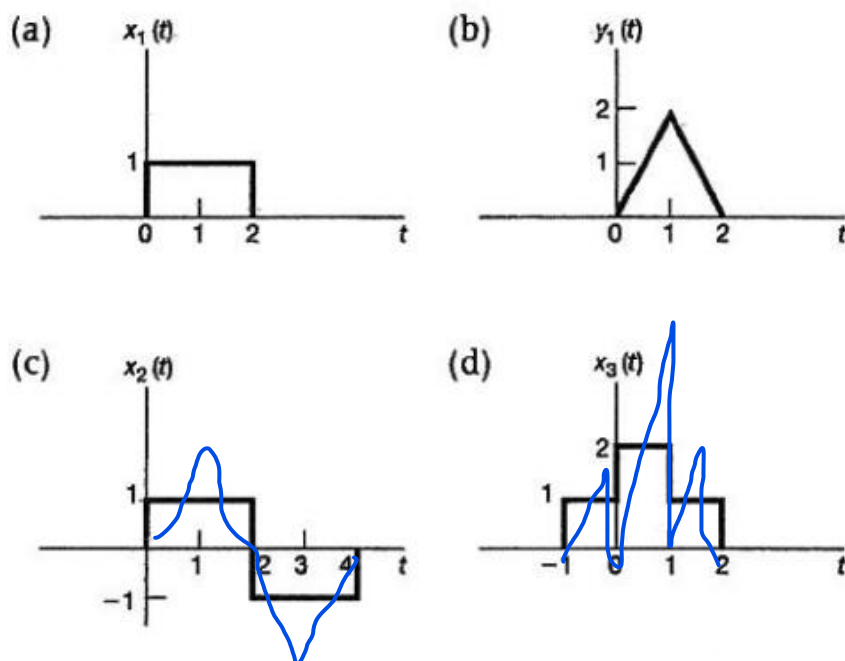 (a) x₁(t)
1
0 1 2 t
(b) y₁(t)
2
1
0 1 2 t
(c) x₂(t)
1
1 2 3 4 t
−1
(d) x₃(t)
2
1
−1 0 1 2 t